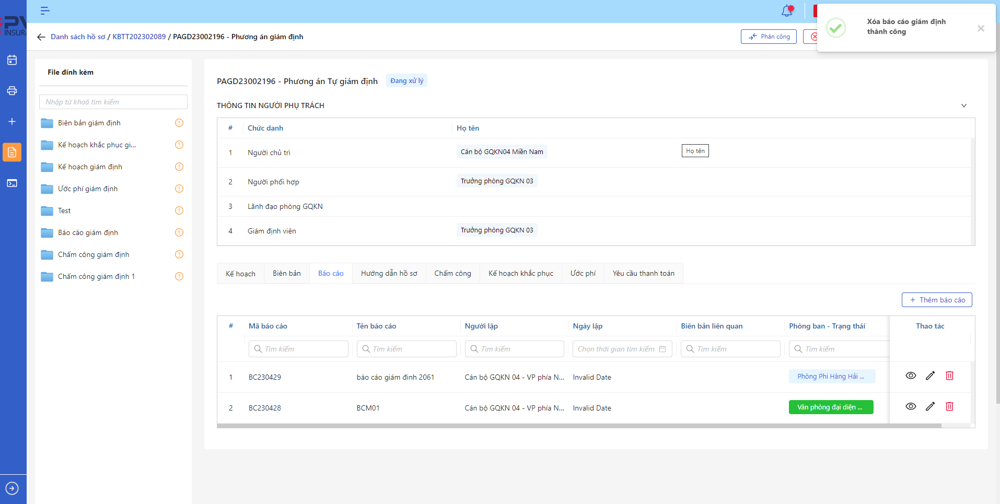 PV
INSURA
Danh sách hồ sơ / KBTT202302089 / PAGD23002196 - Phương án giám định
Phân công
Xóa báo cáo giám định
thành công
File đính kèm
Nhập từ khoá tìm kiếm
Biên bản giám định
Kế hoạch khắc phục gi...
Kế hoạch giám định
Ước phí giám định
Test
Báo cáo giám định
Chấm công giám định
Chấm công giám định 1
PAGD23002196 - Phương án Tự giám định
Đang xử lý
THÔNG TIN NGƯỜI PHỤ TRÁCH
# Chức danh Họ tên
1 Người chủ trì Cán bộ GQKN04 Miền Nam
Họ tên
2 Người phối hợp Trưởng phòng GQKN 03
3 Lãnh đạo phòng GQKN
4 Giám định viên Trưởng phòng GQKN 03
Kế hoạch Biên bản Báo cáo Hướng dẫn hồ sơ Chấm công Kế hoạch khắc phục Ước phí Yêu cầu thanh toán
+ Thêm báo cáo
# Mã báo cáo Tên báo cáo Người lập Ngày lập Biên bản liên quan Phòng ban - Trạng thái Thao tác
Tìm kiếm Tìm kiếm Tìm kiếm Chọn thời gian tìm kiếm Tìm kiếm Tìm kiếm
1 BC230429 báo cáo giám đinh 2061 Cán bộ GQKN 04 - VP phía N... Invalid Date Phòng Phi Hàng Hải ...
2 BC230428 BCM01 Cán bộ GQKN 04 - VP phía N... Invalid Date Văn phòng đại diện ...